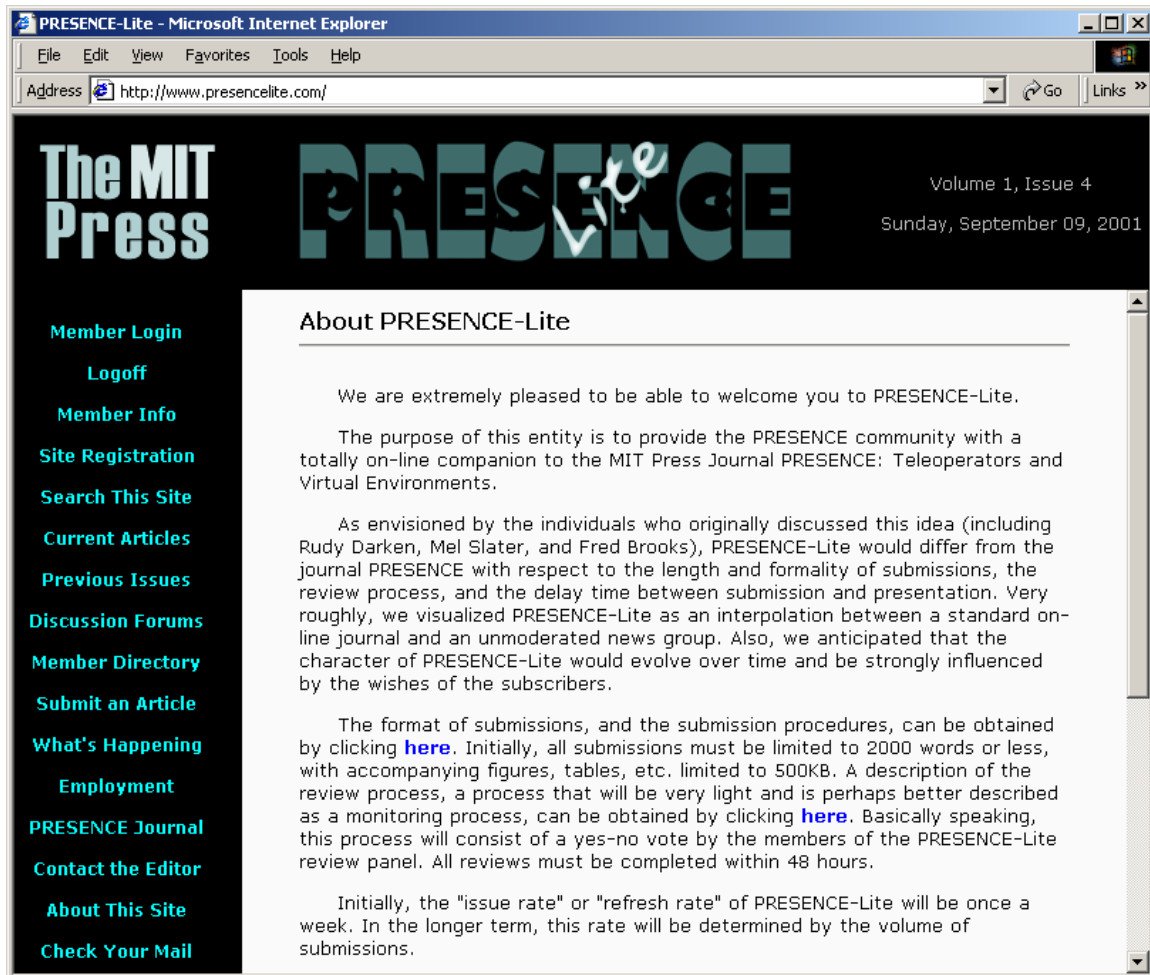 PRESENCE-Lite - Microsoft Internet Explorer
File Edit View Favorites Tools Help
Address http://www.presencelite.com/ Go Links »
The MIT
Press
PRESENCE
Lite
Volume 1, Issue 4
Sunday, September 09, 2001
Member Login
Logoff
Member Info
Site Registration
Search This Site
Current Articles
Previous Issues
Discussion Forums
Member Directory
Submit an Article
What's Happening
Employment
PRESENCE Journal
Contact the Editor
About This Site
Check Your Mail
About PRESENCE-Lite
We are extremely pleased to be able to welcome you to PRESENCE-Lite.
The purpose of this entity is to provide the PRESENCE community with a
totally on-line companion to the MIT Press Journal PRESENCE: Teleoperators and
Virtual Environments.
As envisioned by the individuals who originally discussed this idea (including
Rudy Darken, Mel Slater, and Fred Brooks), PRESENCE-Lite would differ from the
journal PRESENCE with respect to the length and formality of submissions, the
review process, and the delay time between submission and presentation. Very
roughly, we visualized PRESENCE-Lite as an interpolation between a standard on-
line journal and an unmoderated news group. Also, we anticipated that the
character of PRESENCE-Lite would evolve over time and be strongly influenced
by the wishes of the subscribers.
The format of submissions, and the submission procedures, can be obtained
by clicking here. Initially, all submissions must be limited to 2000 words or less,
with accompanying figures, tables, etc. limited to 500KB. A description of the
review process, a process that will be very light and is perhaps better described
as a monitoring process, can be obtained by clicking here. Basically speaking,
this process will consist of a yes-no vote by the members of the PRESENCE-Lite
review panel. All reviews must be completed within 48 hours.
Initially, the "issue rate" or "refresh rate" of PRESENCE-Lite will be once a
week. In the longer term, this rate will be determined by the volume of
submissions.